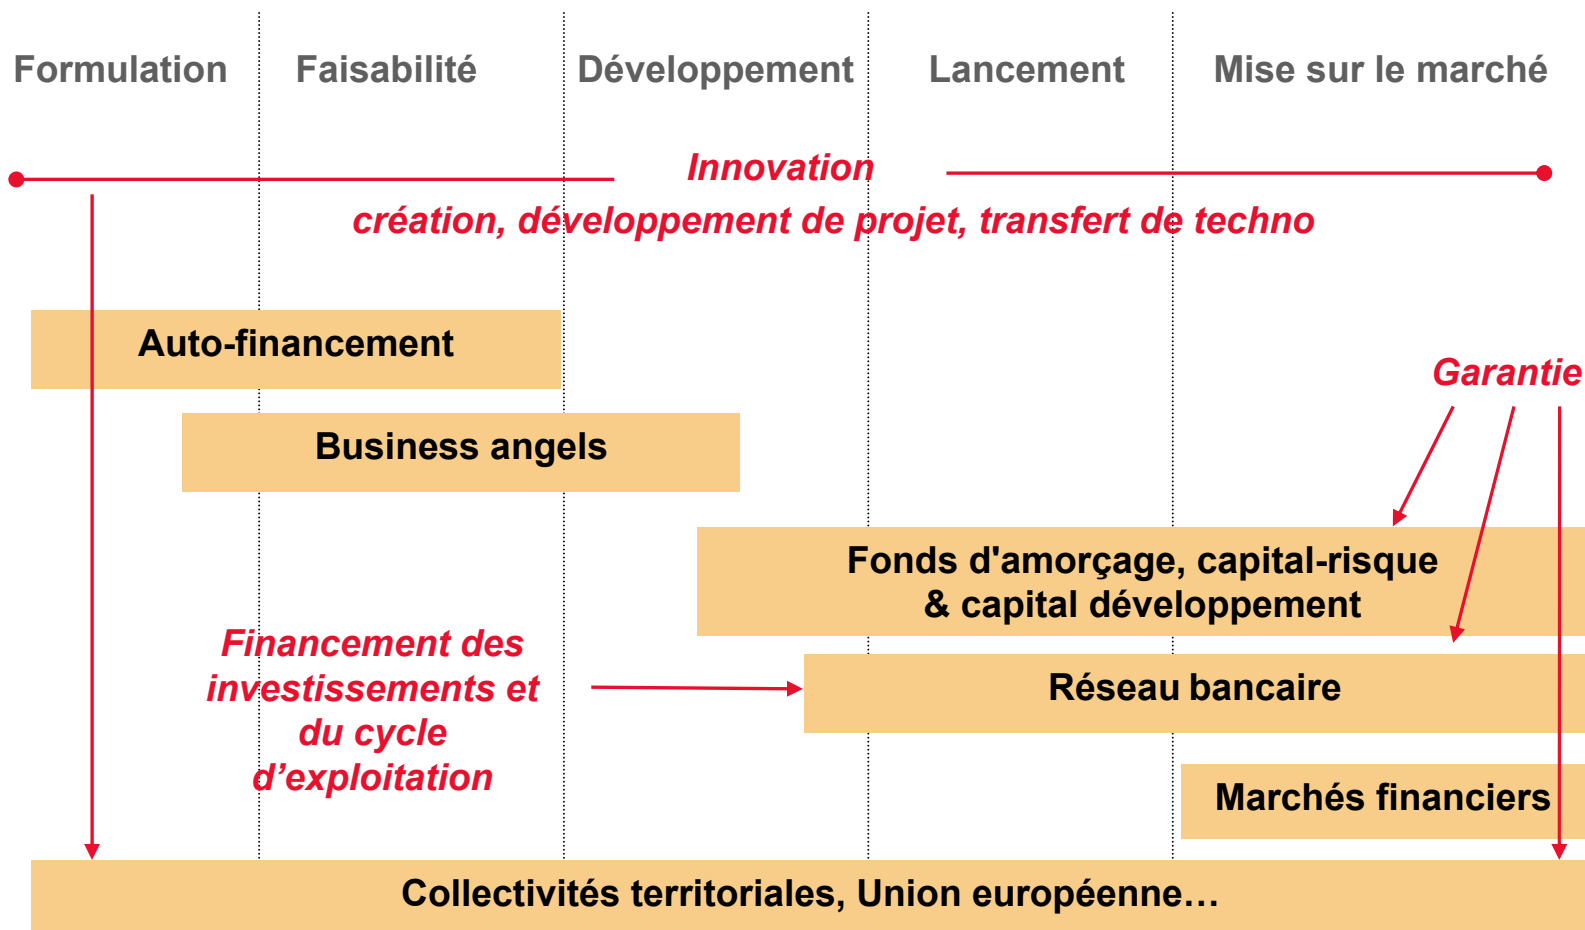 Formulation
Faisabilité
Développement
Lancement
Mise sur le marché
Innovation
création, développement de projet, transfert de techno
Auto-financement
Garantie
Business angels
Fonds d'amorçage, capital-risque
& capital développement
Financement des
investissements et
du cycle
d’exploitation
Réseau bancaire
Marchés financiers
Collectivités territoriales, Union européenne…